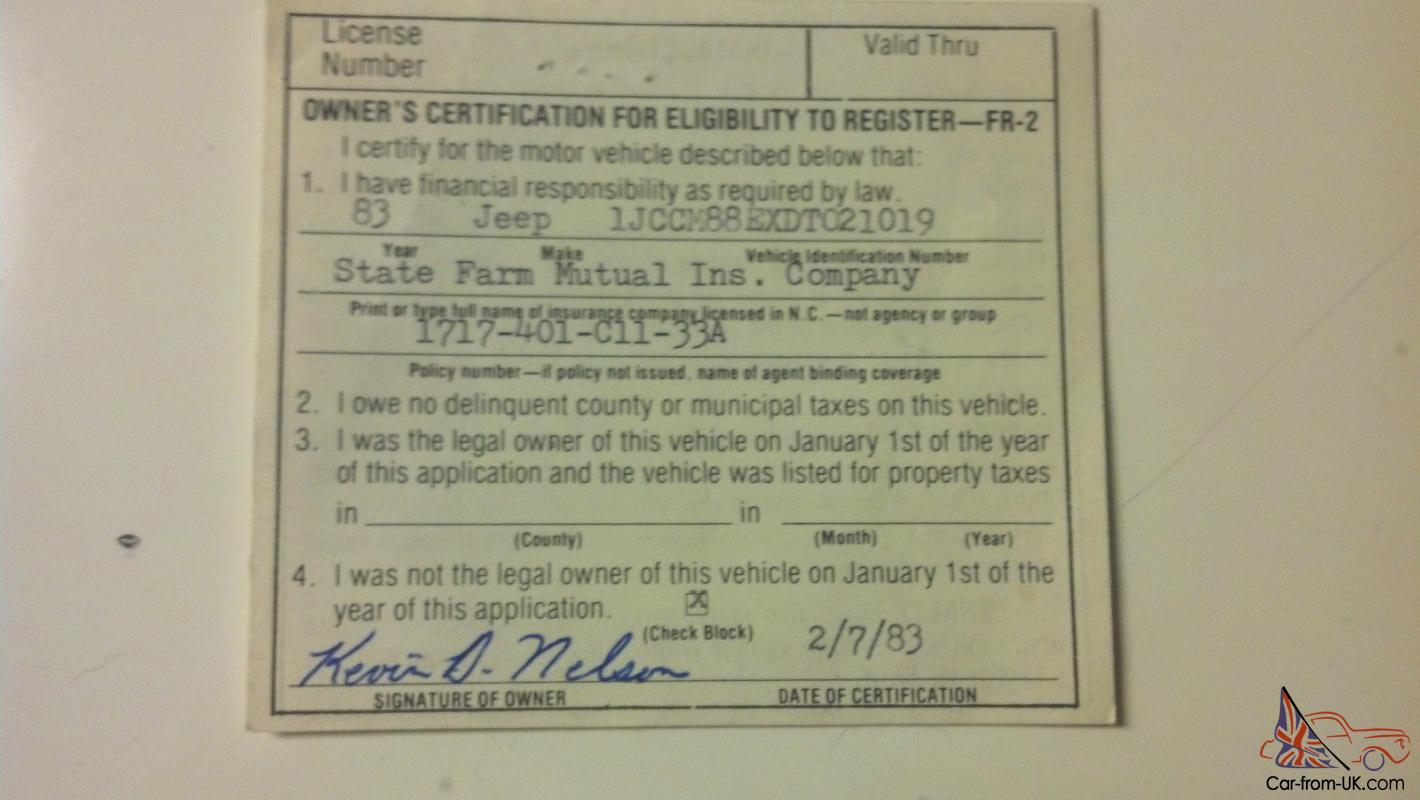 License
Number
Valid Thru
OWNER'S CERTIFICATION FOR ELIGIBILITY TO REGISTER—FR-2
I certify for the motor vehicle described below that:
1. I have financial responsibility as required by law.
83 Jeep 1JCCM88EXDT021019
Year Make Vehicle Identification Number
State Farm Mutual Ins. Company
Print or type full name of insurance company licensed in N.C.—not agency or group
1717-401-C11-33A
Policy number—if policy not issued, name of agent binding coverage
2. I owe no delinquent county or municipal taxes on this vehicle.
3. I was the legal owner of this vehicle on January 1st of the year
of this application and the vehicle was listed for property taxes
in in
(County) (Month) (Year)
4. I was not the legal owner of this vehicle on January 1st of the
year of this application. X
(Check Block) 2/7/83
Kevin D. Nelson
SIGNATURE OF OWNER DATE OF CERTIFICATION
Car-from-UK.com